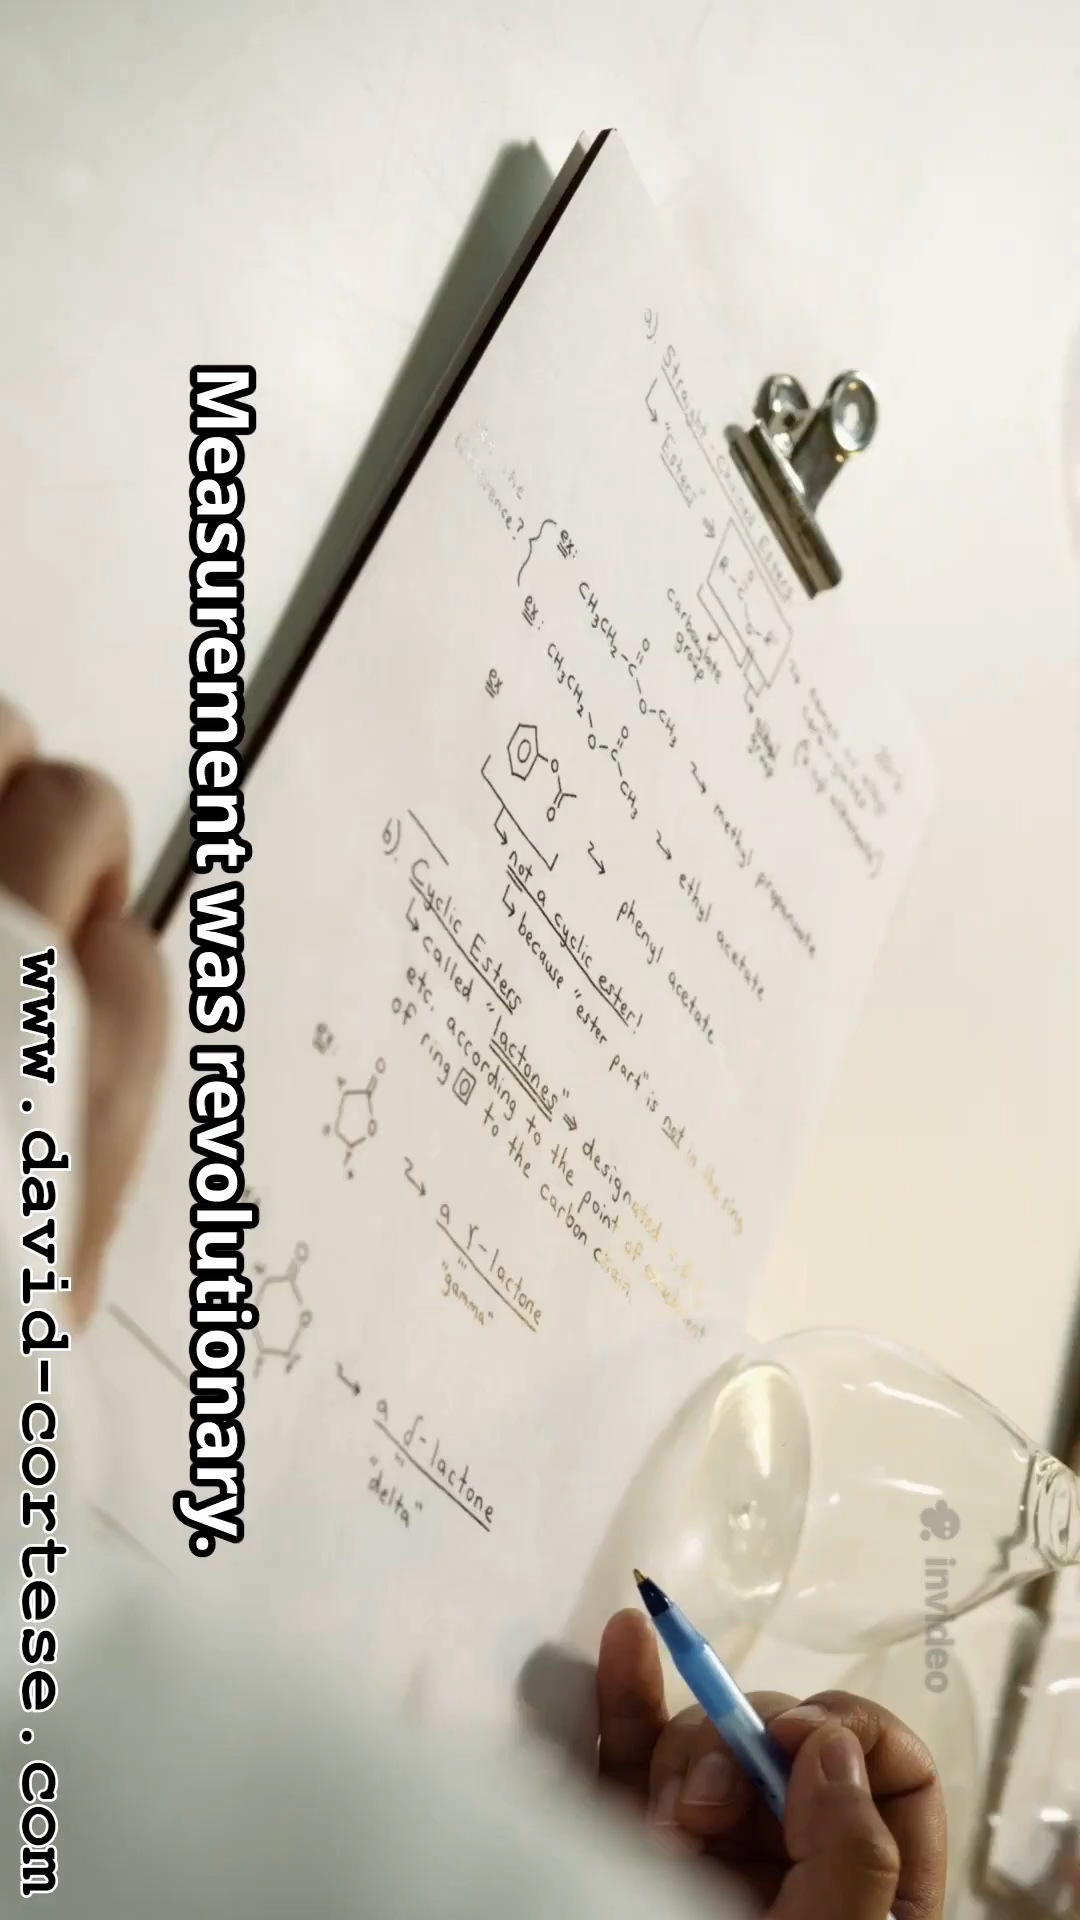 a). Straight-Chained Esters
↳ "Esters" ⇒
R-C-O-R'
O
carboxylate
group
alkyl
group
ex: CH3CH2-C-O-CH3 → methyl propanoate
O
ex: CH3CH2-O-C-CH3 → ethyl acetate
O
ex
O
O
→ phenyl acetate
↳ not a cyclic ester!
↳ because "ester part" is not in the ring
b). Cyclic Esters
↳ called "lactones" ⇒ designated
etc. according to the point of
of ring O to the carbon chain.
ex:
O
O
→ a γ-lactone
"gamma"
O
O
→ a δ-lactone
"delta"
invideo
Measurement was revolutionary.
www.david-cortese.com